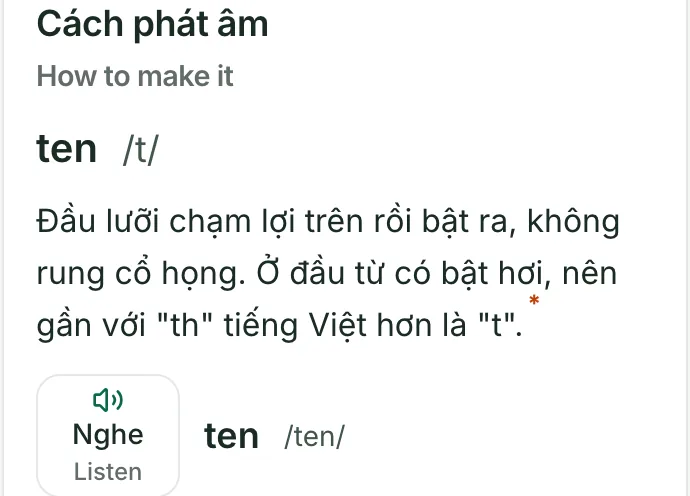 Cách phát âm
How to make it
ten /t/
Đầu lưỡi chạm lợi trên rồi bật ra, không
rung cổ họng. Ở đầu từ có bật hơi, nên
gần với "th" tiếng Việt hơn là "t". *
Nghe
Listen
ten /ten/